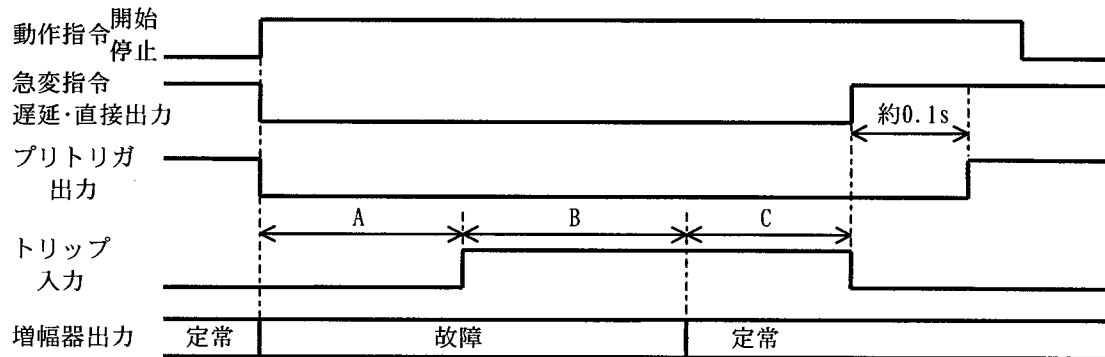 動作指令 開始
停止
急変指令
遅延・直接出力
約0.1s
プリトリガ
出力
A B C
トリップ
入力
増幅器出力 定常 故障 定常